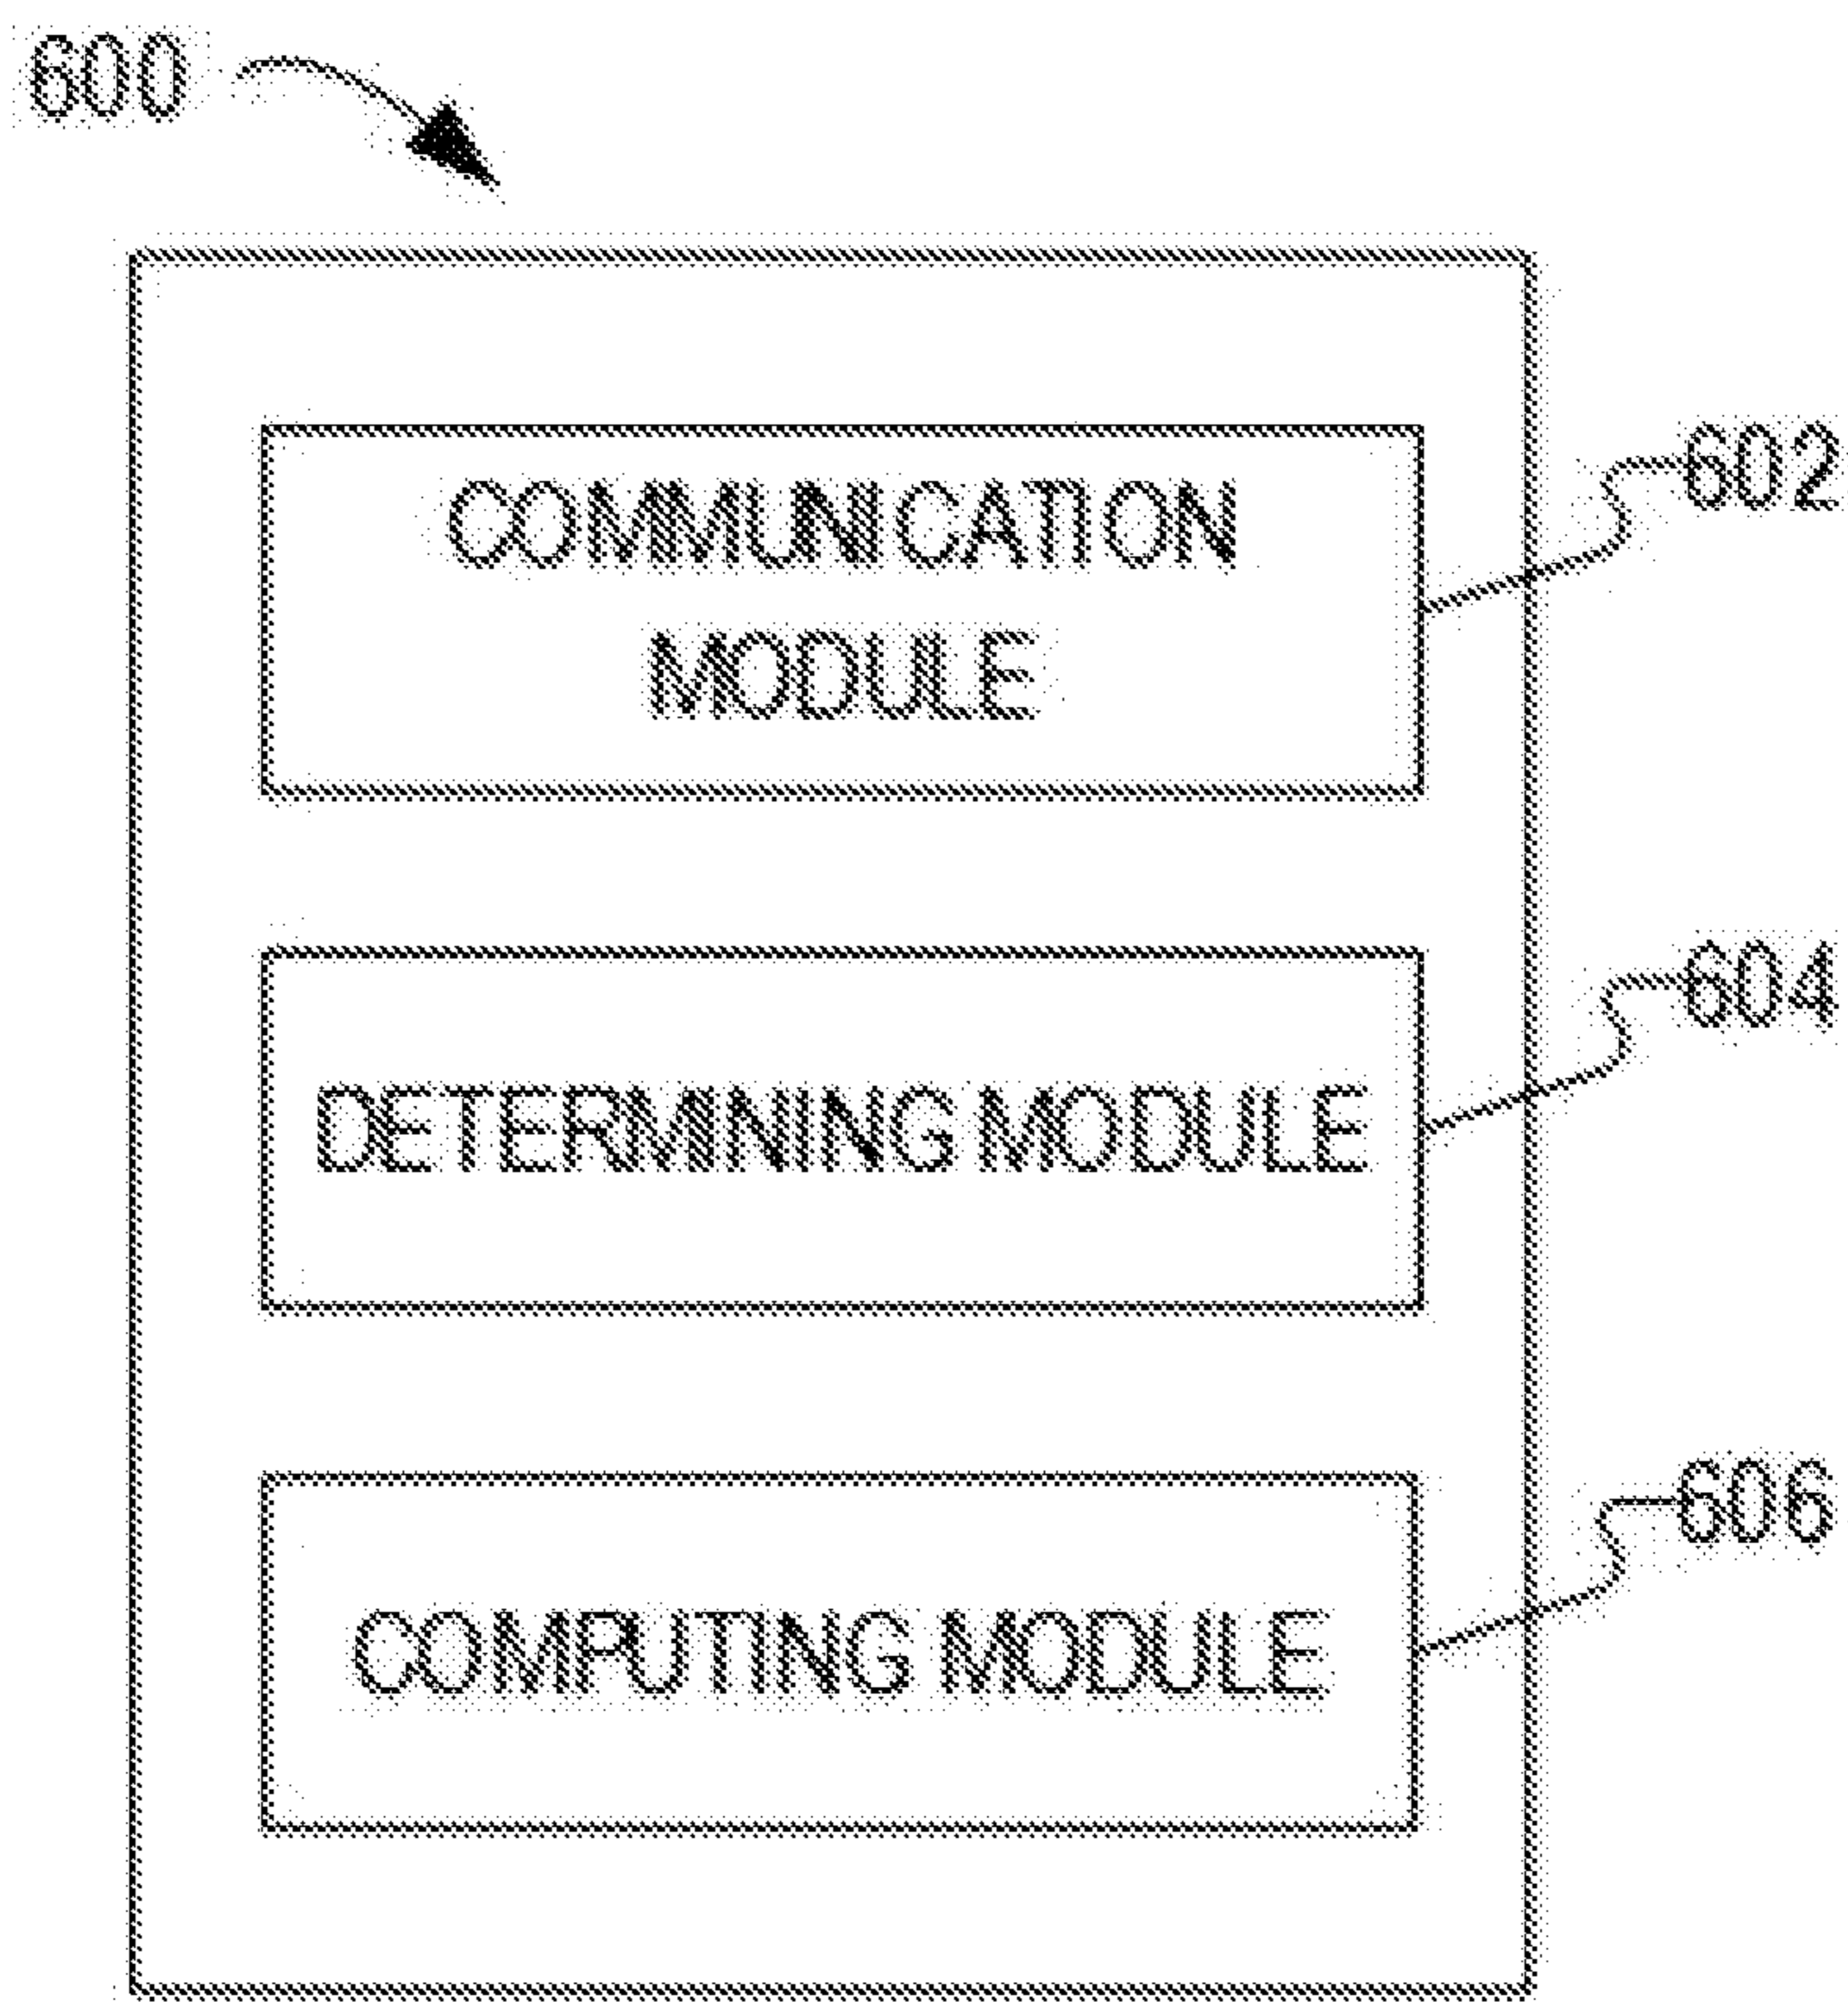 600
COMMUNICATION
MODULE
602
DETERMINING MODULE
604
COMPUTING MODULE
606